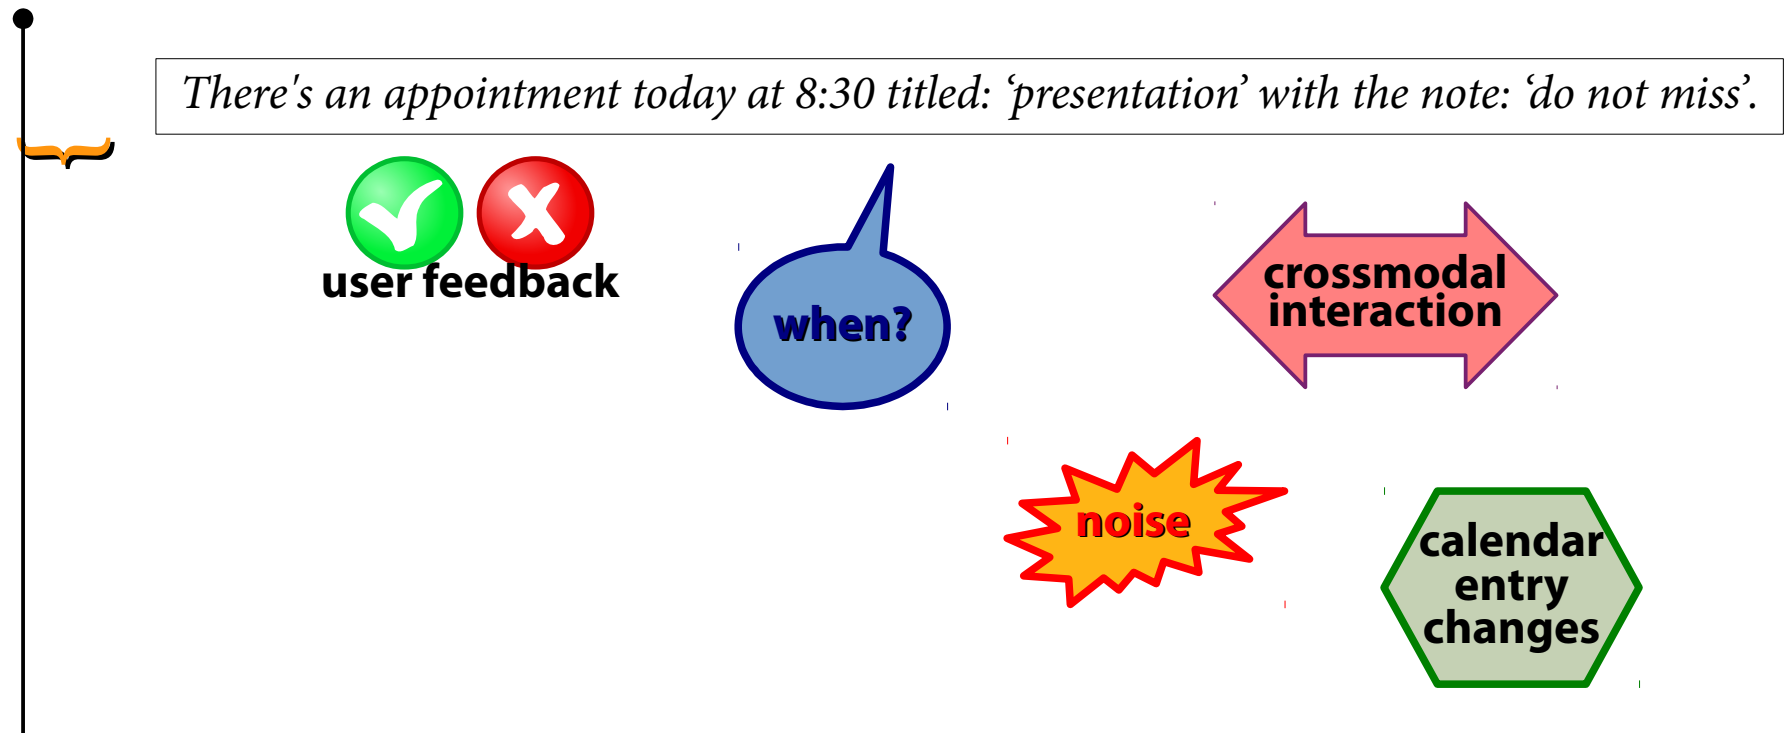 There's an appointment today at 8:30 titled: ‘presentation’ with the note: ‘do not miss’.
user feedback
when?
crossmodal
interaction
noise
calendar
entry
changes